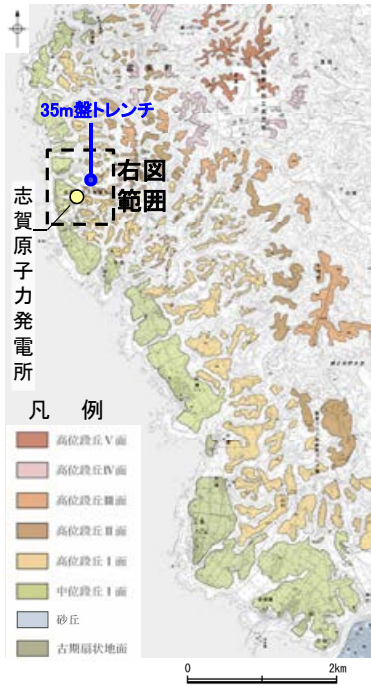 35m盤トレンチ
右図
範囲
志賀原子力発電所
凡 例
高位段丘Ⅴ面
高位段丘Ⅳ面
高位段丘Ⅲ面
高位段丘Ⅱ面
高位段丘Ⅰ面
中位段丘Ⅰ面
砂丘
古期扇状地面
0 2km